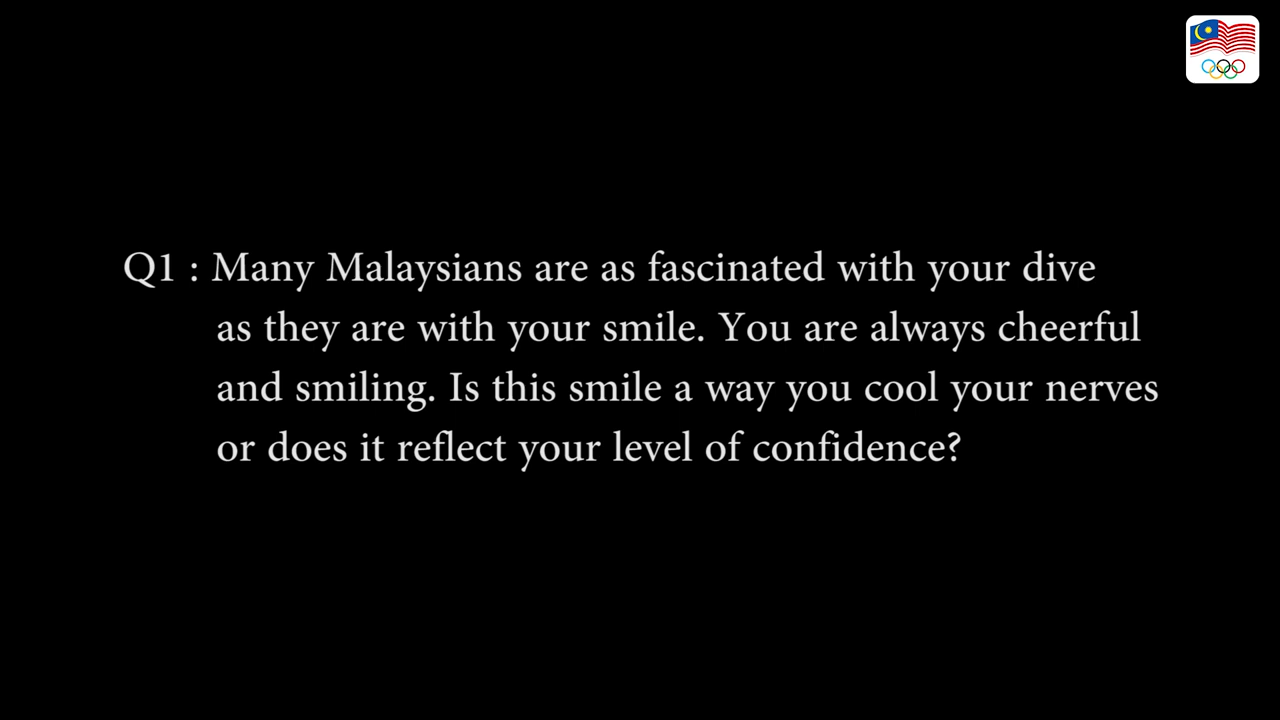 Q1 : Many Malaysians are as fascinated with your dive
as they are with your smile. You are always cheerful
and smiling. Is this smile a way you cool your nerves
or does it reflect your level of confidence?